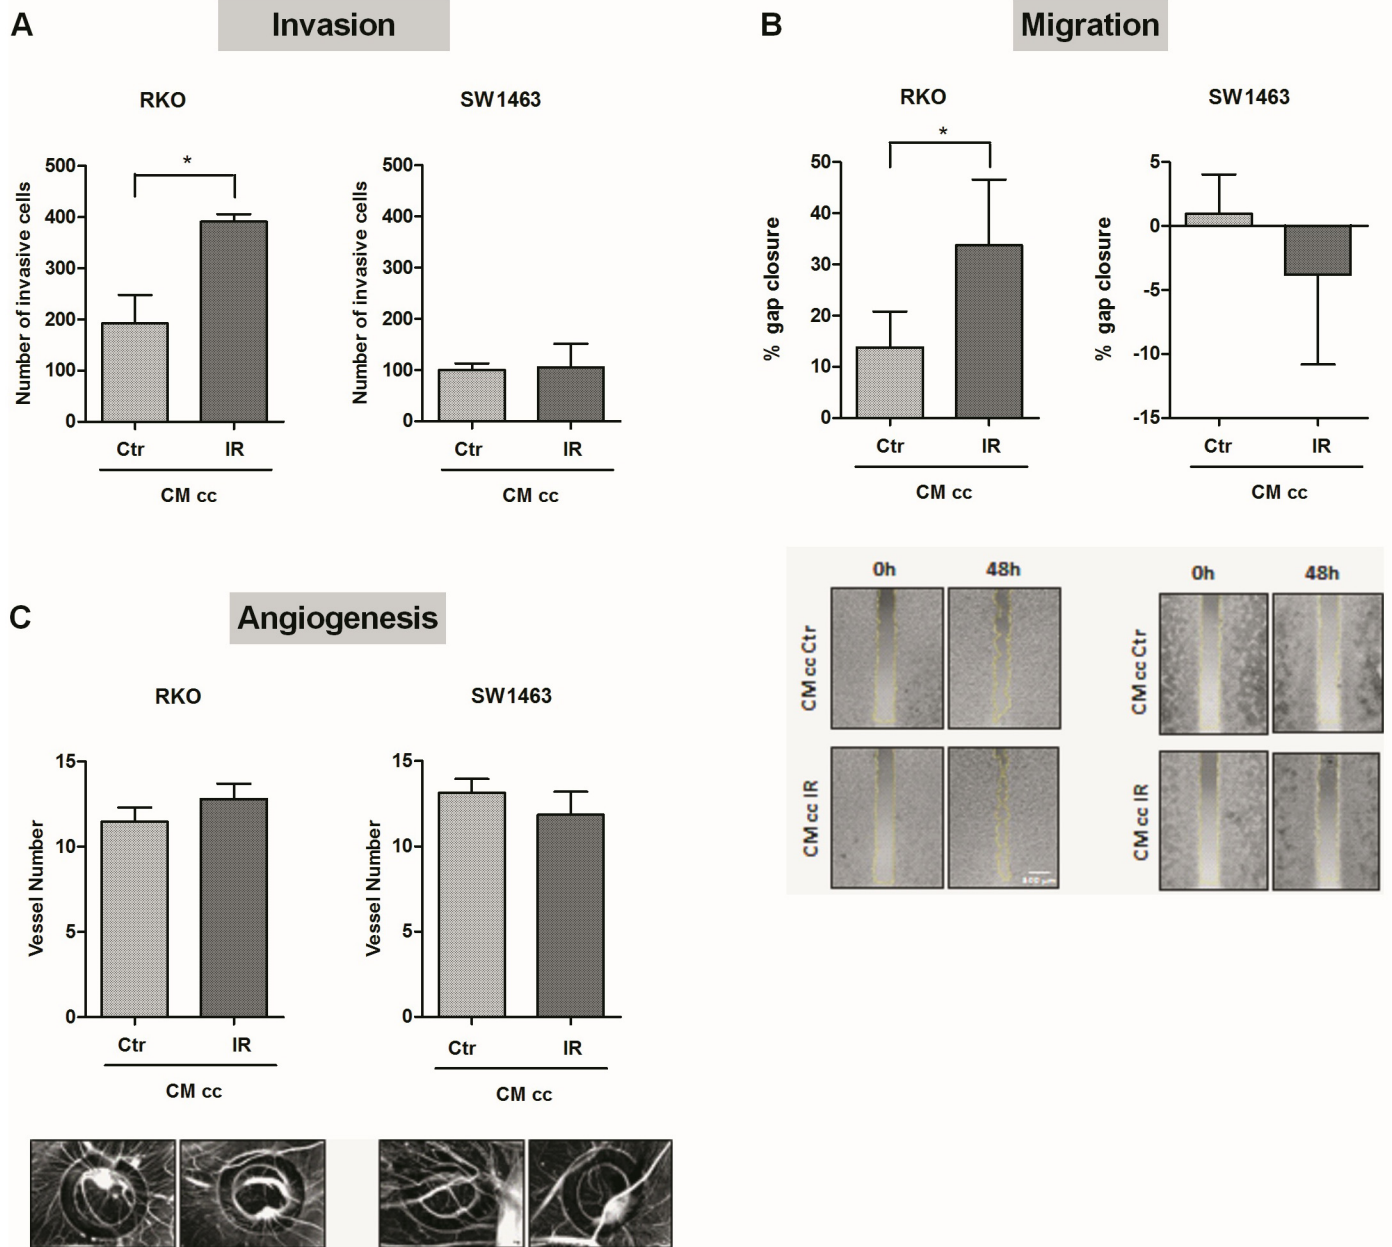 A
Invasion
RKO
SW1463
*
Number of invasive cells
500
400
300
200
100
0
Ctr
IR
CM cc
Number of invasive cells
500
400
300
200
100
0
Ctr
IR
CM cc
B
Migration
RKO
SW1463
*
% gap closure
50
40
30
20
10
0
Ctr
IR
CM cc
% gap closure
5
0
-5
-10
-15
Ctr
IR
CM cc
0h
48h
CM cc Ctr
CM cc IR
0h
48h
CM cc Ctr
CM cc IR
C
Angiogenesis
RKO
SW1463
Vessel Number
15
10
5
0
Ctr
IR
CM cc
Vessel Number
15
10
5
0
Ctr
IR
CM cc